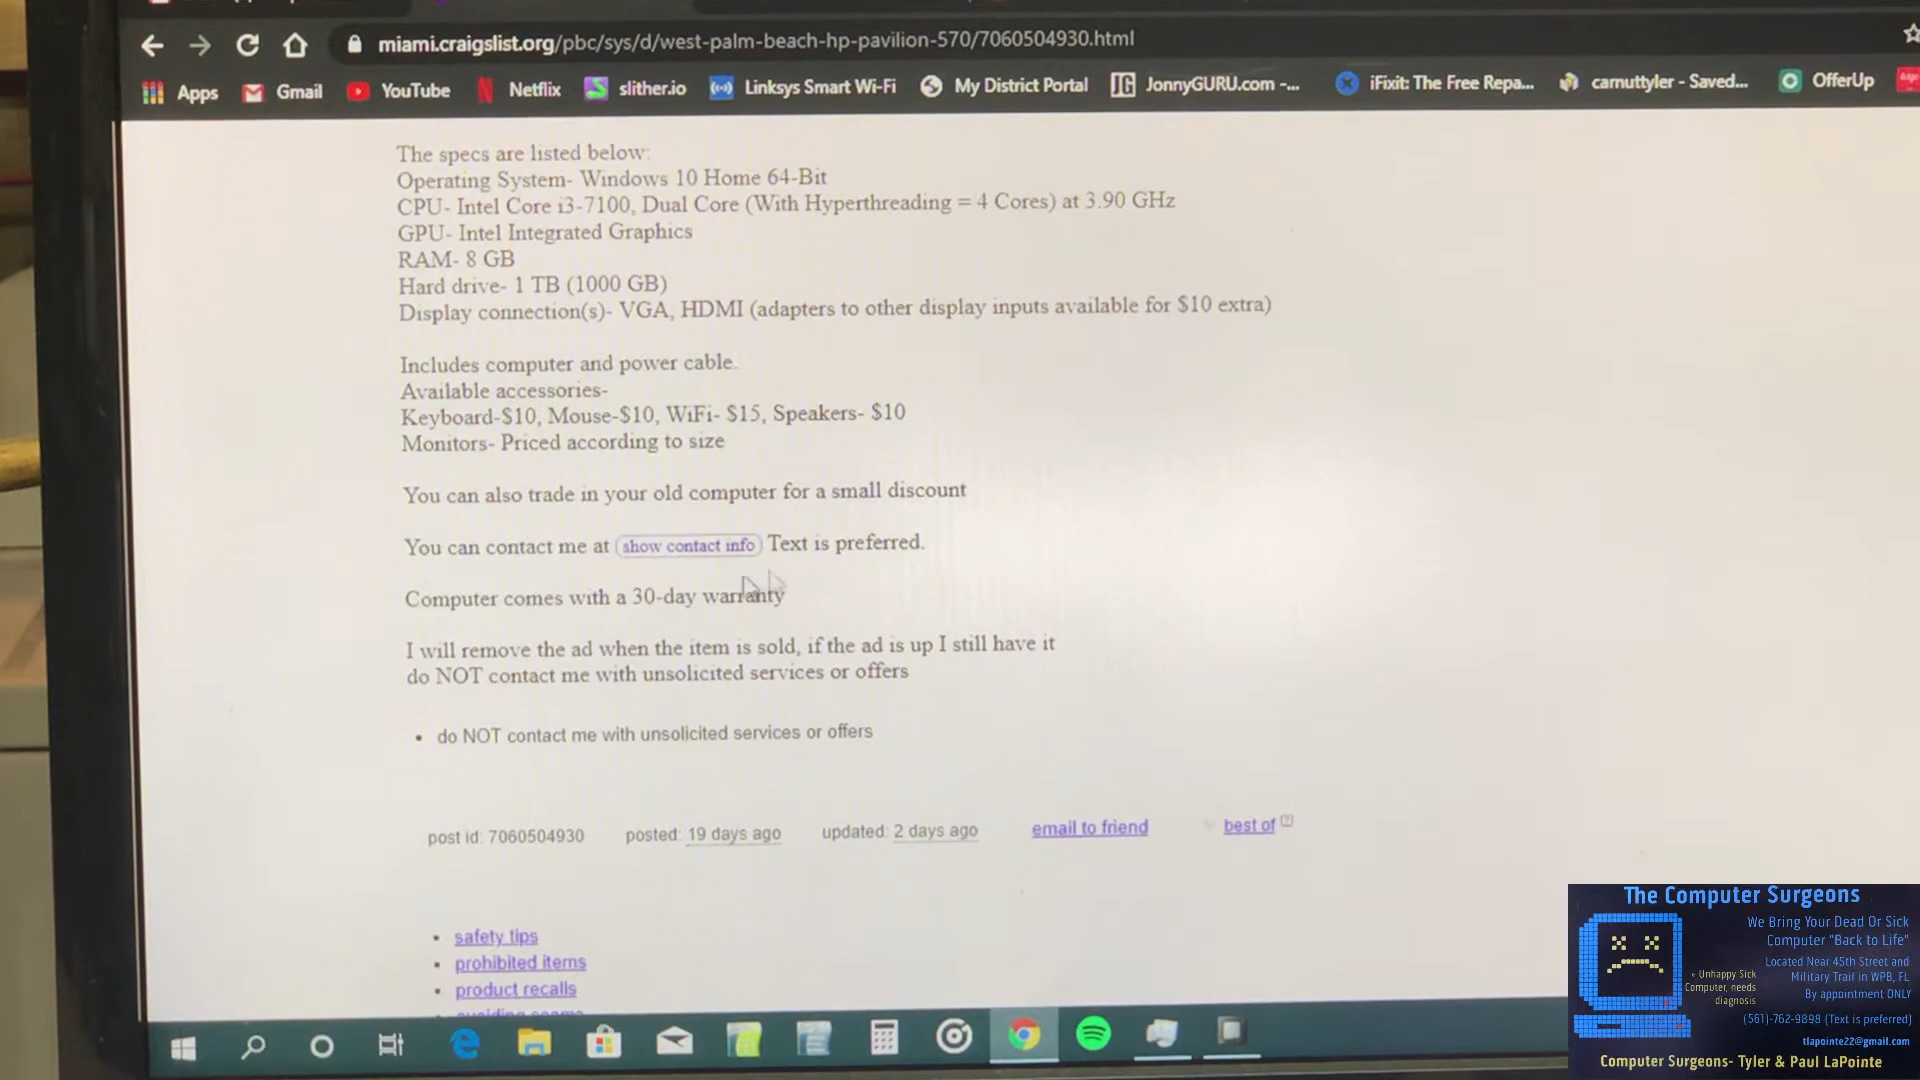 miami.craigslist.org/pbc/sys/d/west-palm-beach-hp-pavilion-570/7060504930.html
Apps Gmail YouTube Netflix slither.io Linksys Smart Wi-Fi My District Portal JonnyGURU.com -... iFixit: The Free Repa... camuttyler - Saved... OfferUp
The specs are listed below:
Operating System- Windows 10 Home 64-Bit
CPU- Intel Core i3-7100, Dual Core (With Hyperthreading = 4 Cores) at 3.90 GHz
GPU- Intel Integrated Graphics
RAM- 8 GB
Hard drive- 1 TB (1000 GB)
Display connection(s)- VGA, HDMI (adapters to other display inputs available for $10 extra)
Includes computer and power cable.
Available accessories-
Keyboard-$10, Mouse-$10, WiFi- $15, Speakers- $10
Monitors- Priced according to size
You can also trade in your old computer for a small discount
You can contact me at show contact info Text is preferred.
Computer comes with a 30-day warranty
I will remove the ad when the item is sold, if the ad is up I still have it
do NOT contact me with unsolicited services or offers
• do NOT contact me with unsolicited services or offers
post id: 7060504930 posted: 19 days ago updated: 2 days ago email to friend best of [?]
• safety tips
• prohibited items
• product recalls
The Computer Surgeons
We Bring Your Dead Or Sick
Computer "Back to Life"
Located Near 45th Street and
Military Trail in WPB, FL
By appointment ONLY
(561)-762-9898 (Text is preferred)
tlapointe22@gmail.com
Unhappy Sick
Computer, needs
diagnosis
Computer Surgeons- Tyler & Paul LaPointe